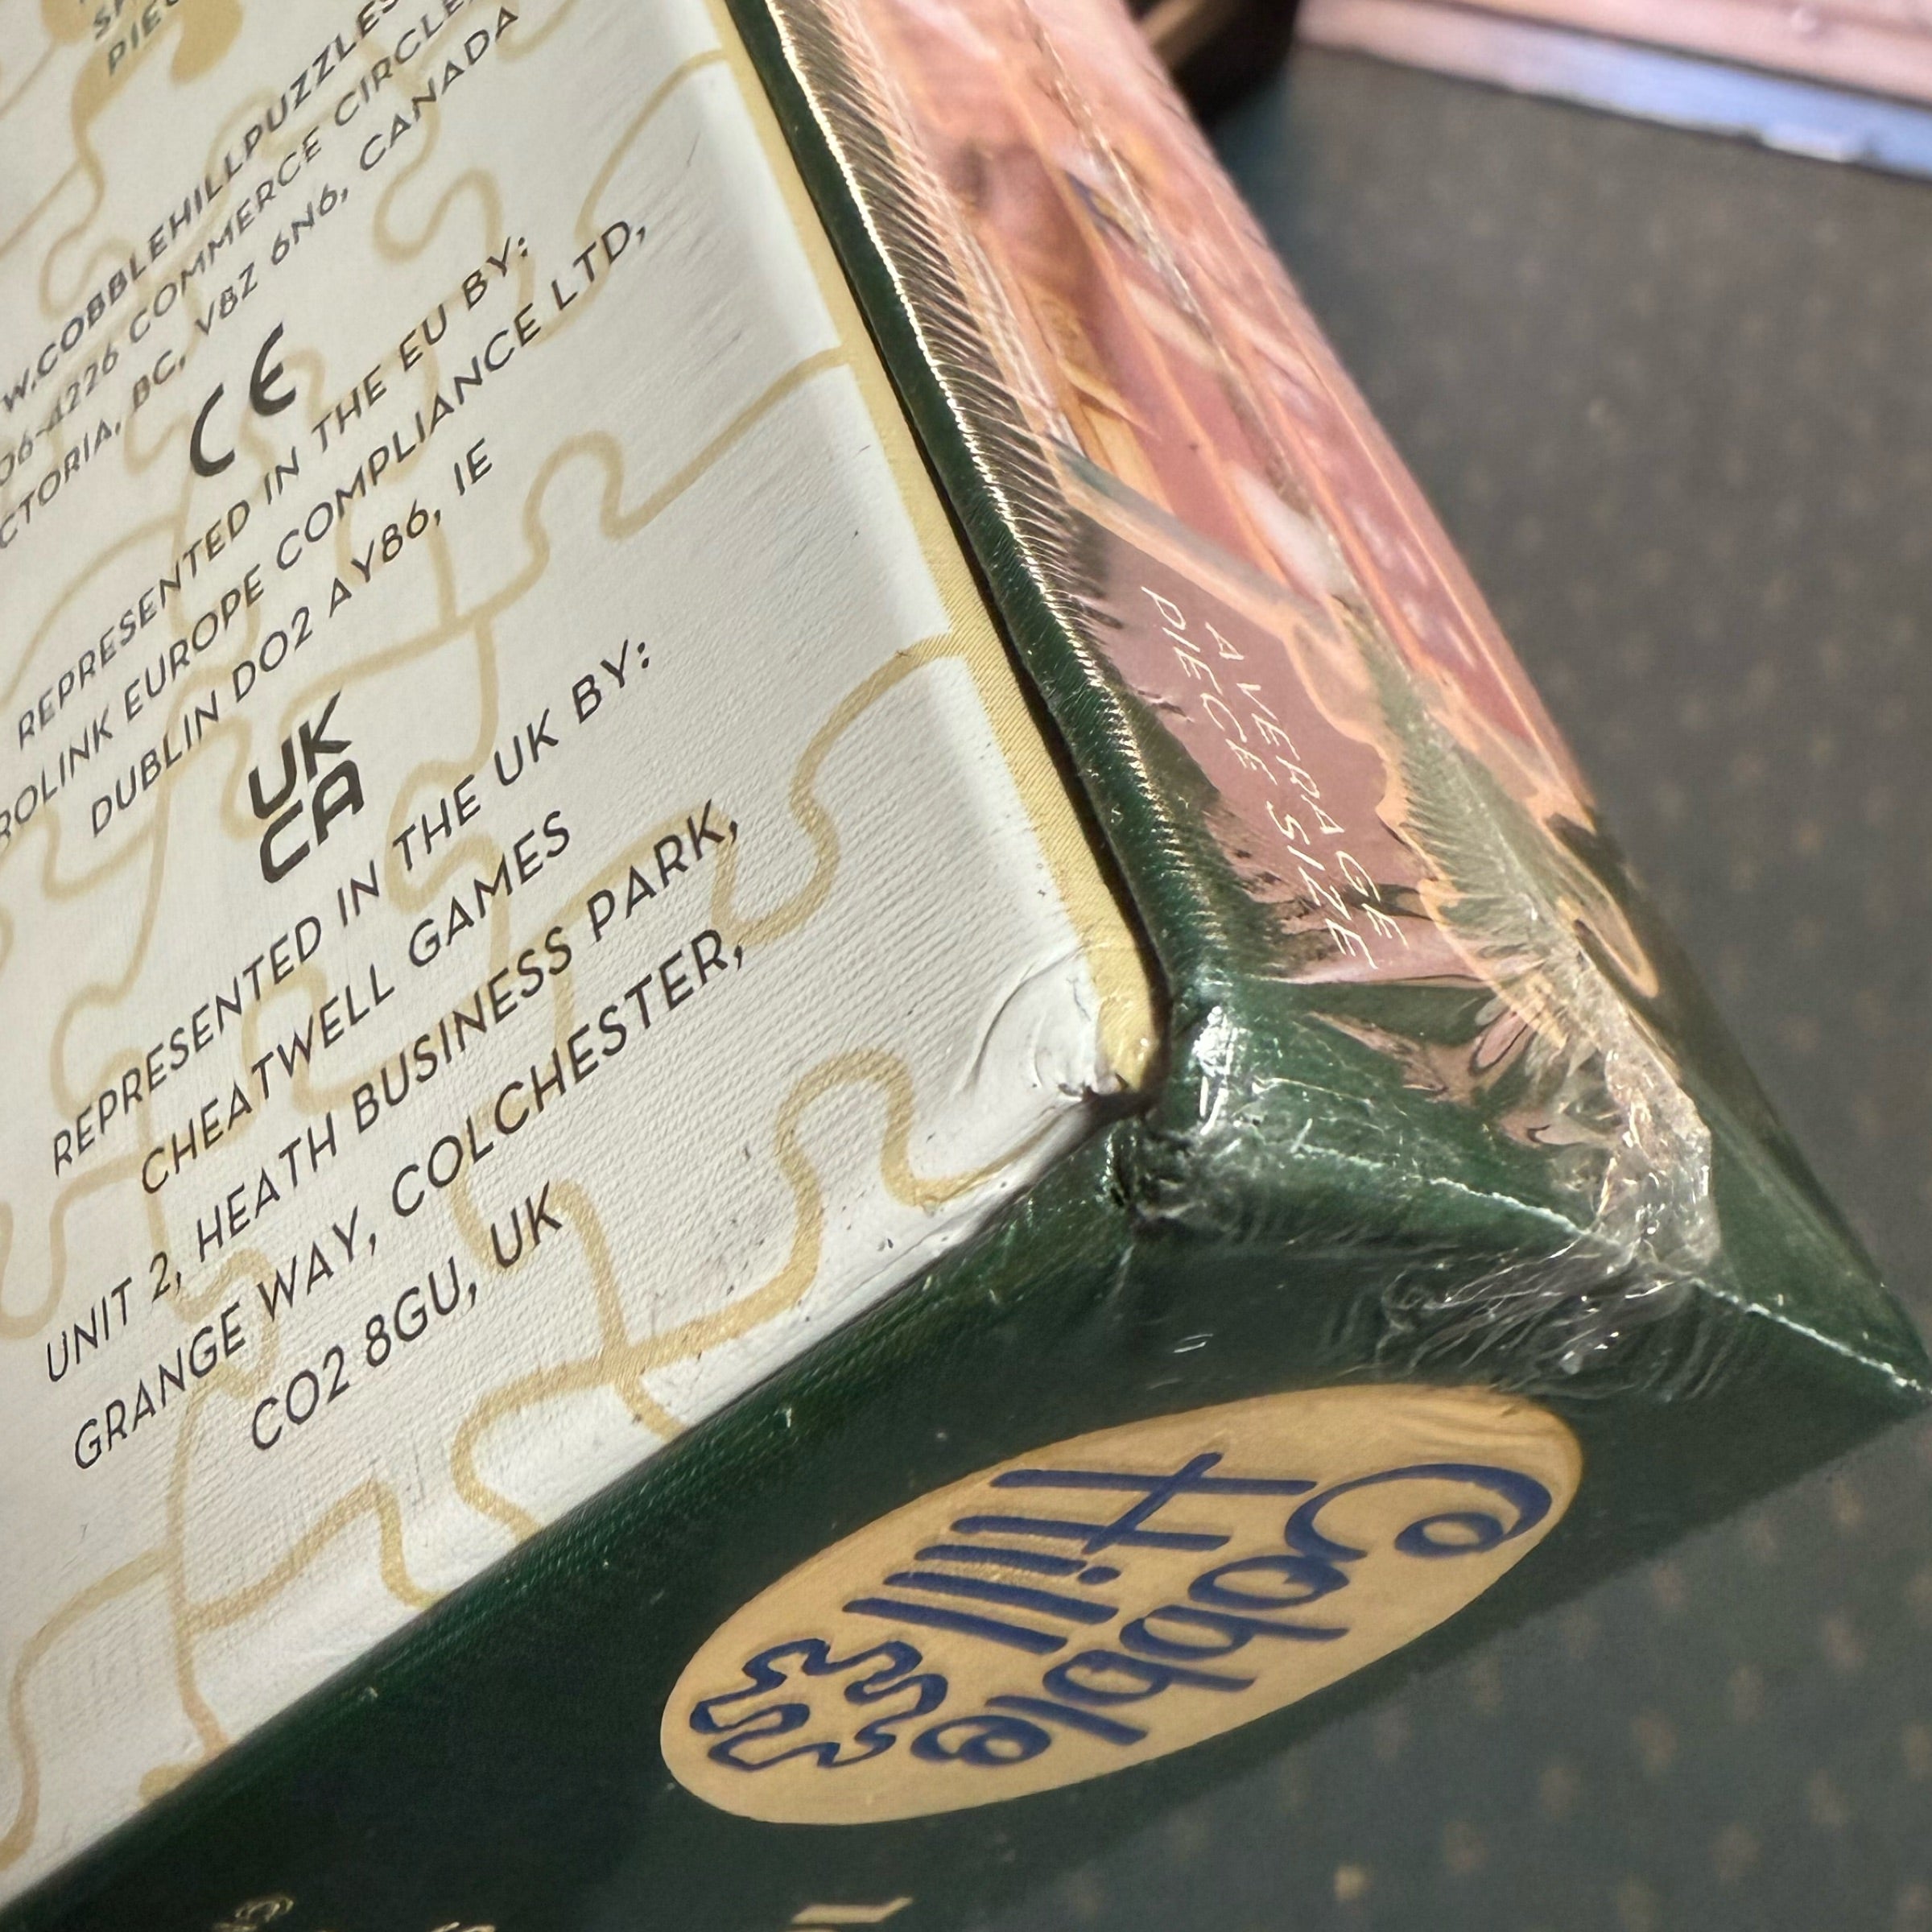 PIEC
W.COBBLEHILLPUZZLES
06-4226 COMMERCE CIRCLE
CTORIA, BC, V8Z 6N6, CANADA
CE
REPRESENTED IN THE EU BY:
ROLINK EUROPE COMPLIANCE LTD,
DUBLIN DO2 AY86, IE
UK
CA
REPRESENTED IN THE UK BY:
CHEATWELL GAMES
UNIT 2, HEATH BUSINESS PARK,
GRANGE WAY, COLCHESTER,
CO2 8GU, UK
AVERAGE
PIECE SIZE
Cobble
Hill